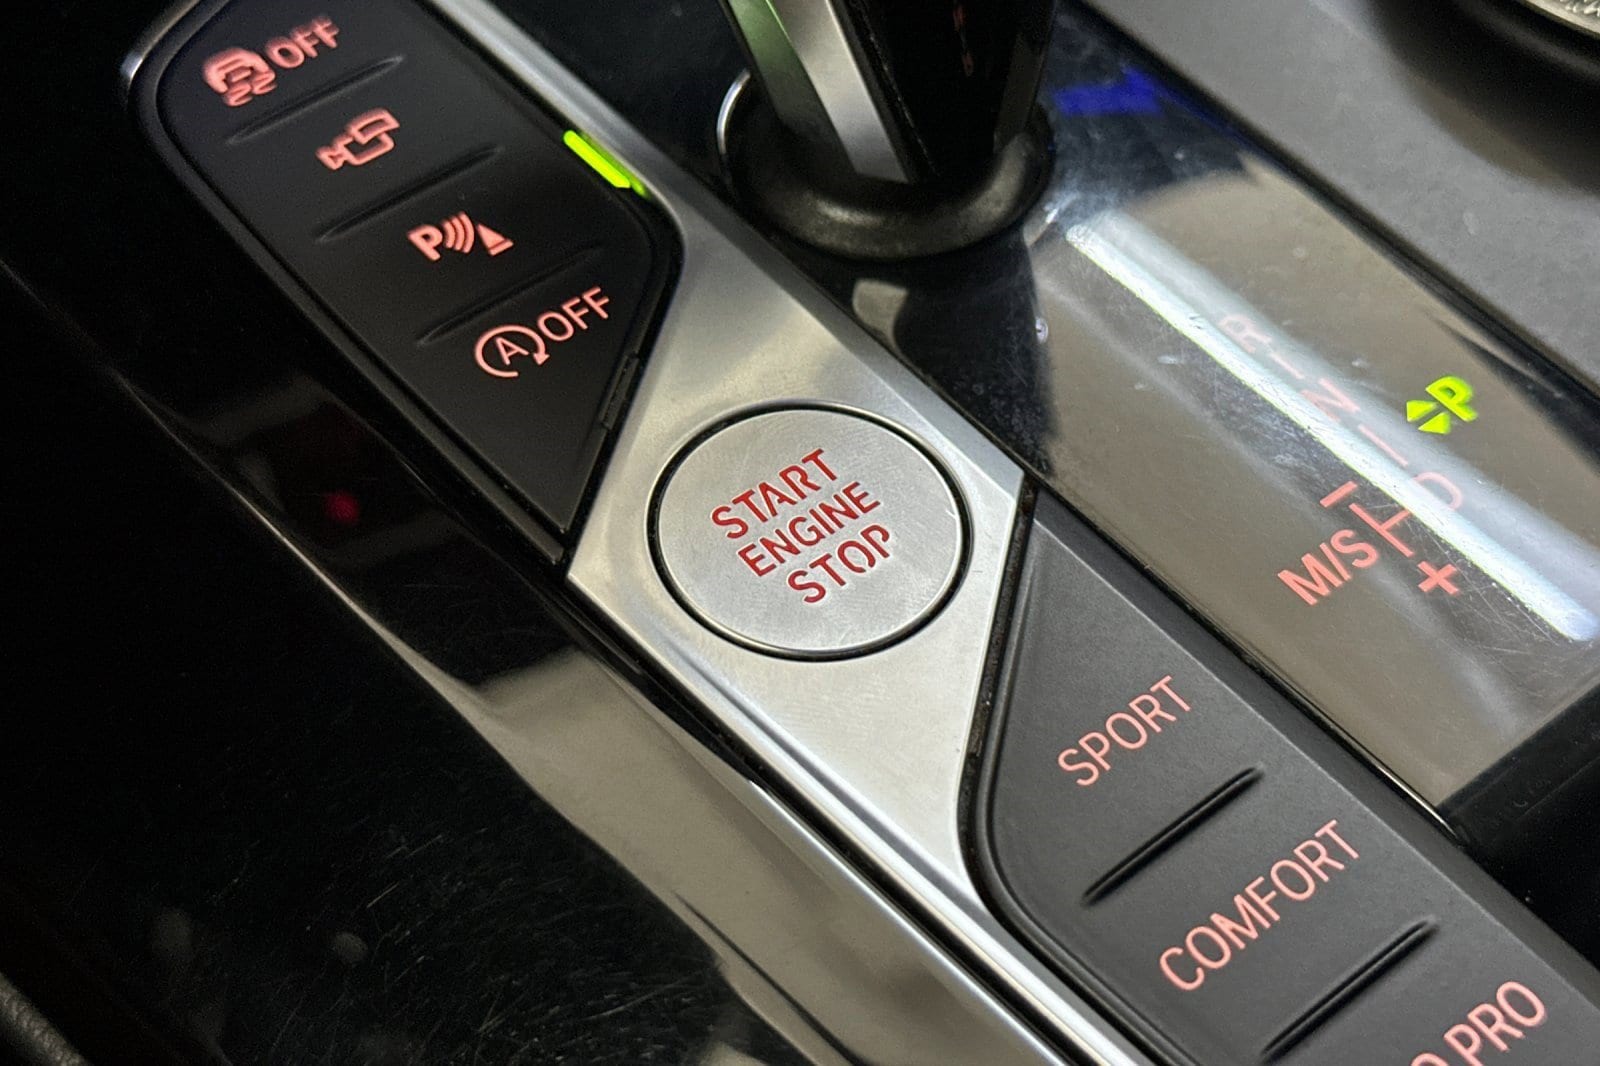 OFF
P
A OFF
START
ENGINE
STOP
R
N
P
D
M/S
-
+
SPORT
COMFORT
PRO